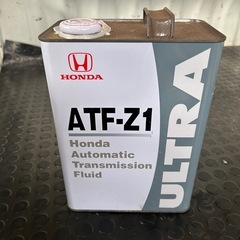 HONDA
ATF-Z1
Honda
Automatic
Transmission
Fluid
ULTRA